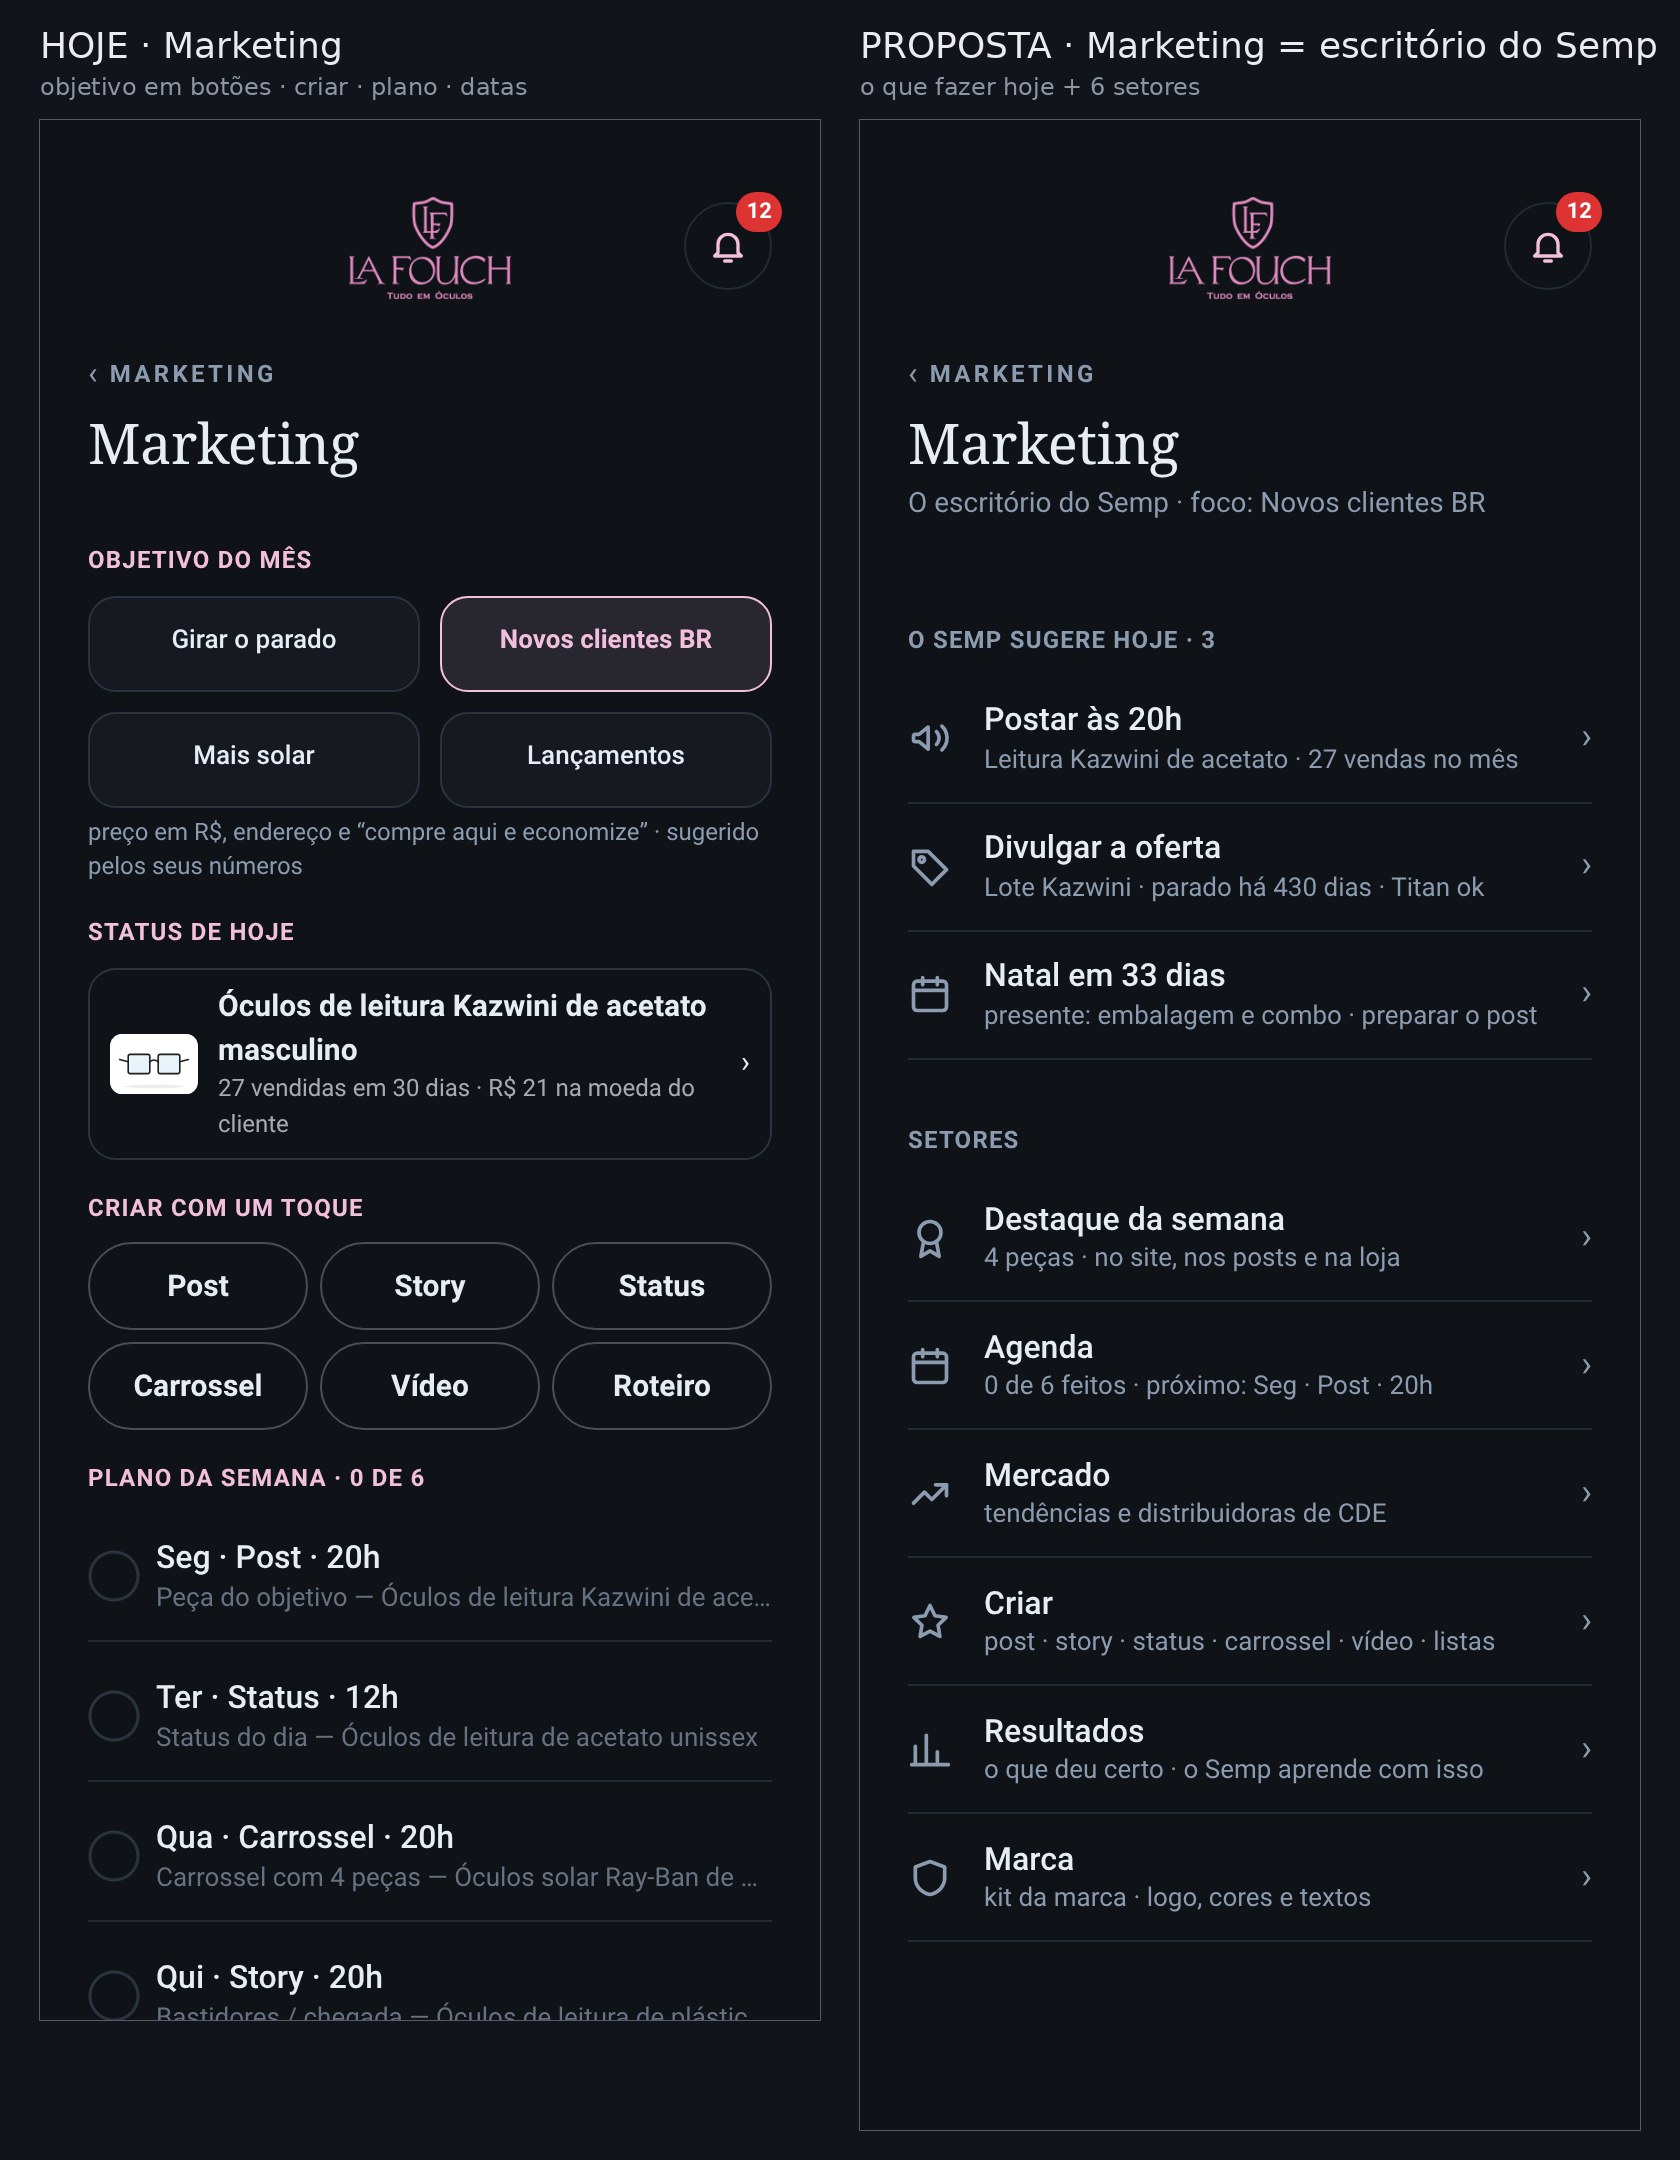 HOJE · Marketing
objetivo em botões · criar · plano · datas
LF
LA FOUCH
TUDO EM ÓCULOS
12
‹ MARKETING
Marketing
OBJETIVO DO MÊS
Girar o parado
Novos clientes BR
Mais solar
Lançamentos
preço em R$, endereço e “compre aqui e economize” · sugerido
pelos seus números
STATUS DE HOJE
Óculos de leitura Kazwini de acetato
masculino
27 vendidas em 30 dias · R$ 21 na moeda do
cliente
›
CRIAR COM UM TOQUE
Post
Story
Status
Carrossel
Vídeo
Roteiro
PLANO DA SEMANA · 0 DE 6
Seg · Post · 20h
Peça do objetivo — Óculos de leitura Kazwini de ace...
Ter · Status · 12h
Status do dia — Óculos de leitura de acetato unissex
Qua · Carrossel · 20h
Carrossel com 4 peças — Óculos solar Ray-Ban de ...
Qui · Story · 20h
Bastidores / chegada — Óculos de leitura de plástic
PROPOSTA · Marketing = escritório do Semp
o que fazer hoje + 6 setores
LF
LA FOUCH
TUDO EM ÓCULOS
12
‹ MARKETING
Marketing
O escritório do Semp · foco: Novos clientes BR
O SEMP SUGERE HOJE · 3
Postar às 20h
Leitura Kazwini de acetato · 27 vendas no mês
›
Divulgar a oferta
Lote Kazwini · parado há 430 dias · Titan ok
›
Natal em 33 dias
presente: embalagem e combo · preparar o post
›
SETORES
Destaque da semana
4 peças · no site, nos posts e na loja
›
Agenda
0 de 6 feitos · próximo: Seg · Post · 20h
›
Mercado
tendências e distribuidoras de CDE
›
Criar
post · story · status · carrossel · vídeo · listas
›
Resultados
o que deu certo · o Semp aprende com isso
›
Marca
kit da marca · logo, cores e textos
›